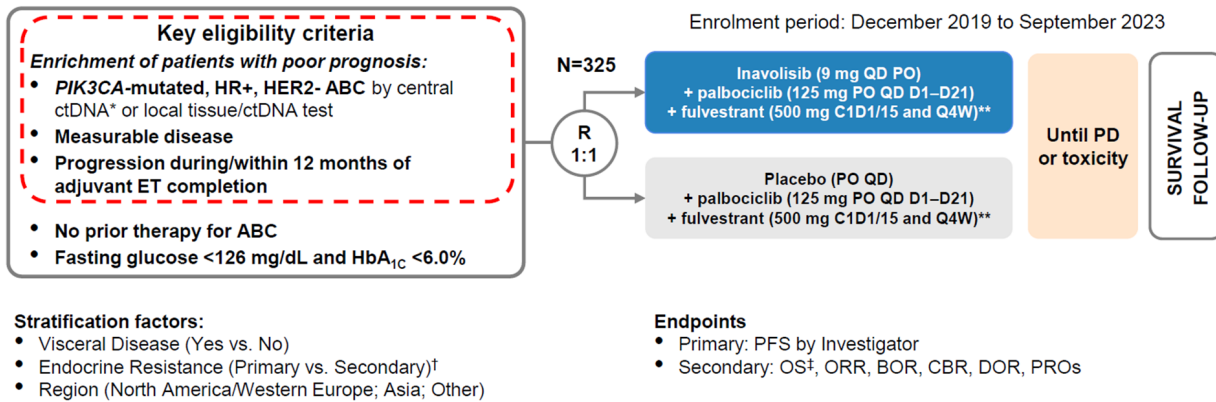 Key eligibility criteria
Enrichment of patients with poor prognosis:
• PIK3CA-mutated, HR+, HER2- ABC by central
ctDNA* or local tissue/ctDNA test
• Measurable disease
• Progression during/within 12 months of
adjuvant ET completion
• No prior therapy for ABC
• Fasting glucose <126 mg/dL and HbA1C <6.0%
N=325
R
1:1
Enrolment period: December 2019 to September 2023
Inavolisib (9 mg QD PO)
+ palbociclib (125 mg PO QD D1–D21)
+ fulvestrant (500 mg C1D1/15 and Q4W)**
Placebo (PO QD)
+ palbociclib (125 mg PO QD D1–D21)
+ fulvestrant (500 mg C1D1/15 and Q4W)**
Until PD
or toxicity
SURVIVAL
FOLLOW-UP
Stratification factors:
• Visceral Disease (Yes vs. No)
• Endocrine Resistance (Primary vs. Secondary)†
• Region (North America/Western Europe; Asia; Other)
Endpoints
• Primary: PFS by Investigator
• Secondary: OS‡, ORR, BOR, CBR, DOR, PROs